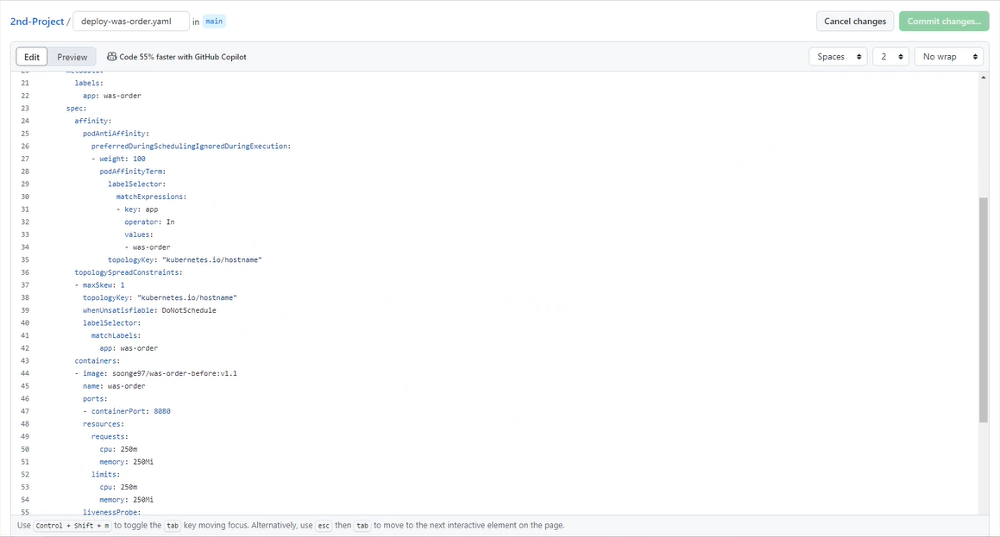 2nd-Project / deploy-was-order.yaml in main Cancel changes Commit changes...
Edit Preview Code 55% faster with GitHub Copilot Spaces 2 No wrap
20 metadata:
21 labels:
22 app: was-order
23 spec:
24 affinity:
25 podAntiAffinity:
26 preferredDuringSchedulingIgnoredDuringExecution:
27 - weight: 100
28 podAffinityTerm:
29 labelSelector:
30 matchExpressions:
31 - key: app
32 operator: In
33 values:
34 - was-order
35 topologyKey: "kubernetes.io/hostname"
36 topologySpreadConstraints:
37 - maxSkew: 1
38 topologyKey: "kubernetes.io/hostname"
39 whenUnsatisfiable: DoNotSchedule
40 labelSelector:
41 matchLabels:
42 app: was-order
43 containers:
44 - image: soonge97/was-order-before:v1.1
45 name: was-order
46 ports:
47 - containerPort: 8080
48 resources:
49 requests:
50 cpu: 250m
51 memory: 250Mi
52 limits:
53 cpu: 250m
54 memory: 250Mi
55 livenessProbe:
Use Control + Shift + m to toggle the tab key moving focus. Alternatively, use esc then tab to move to the next interactive element on the page.